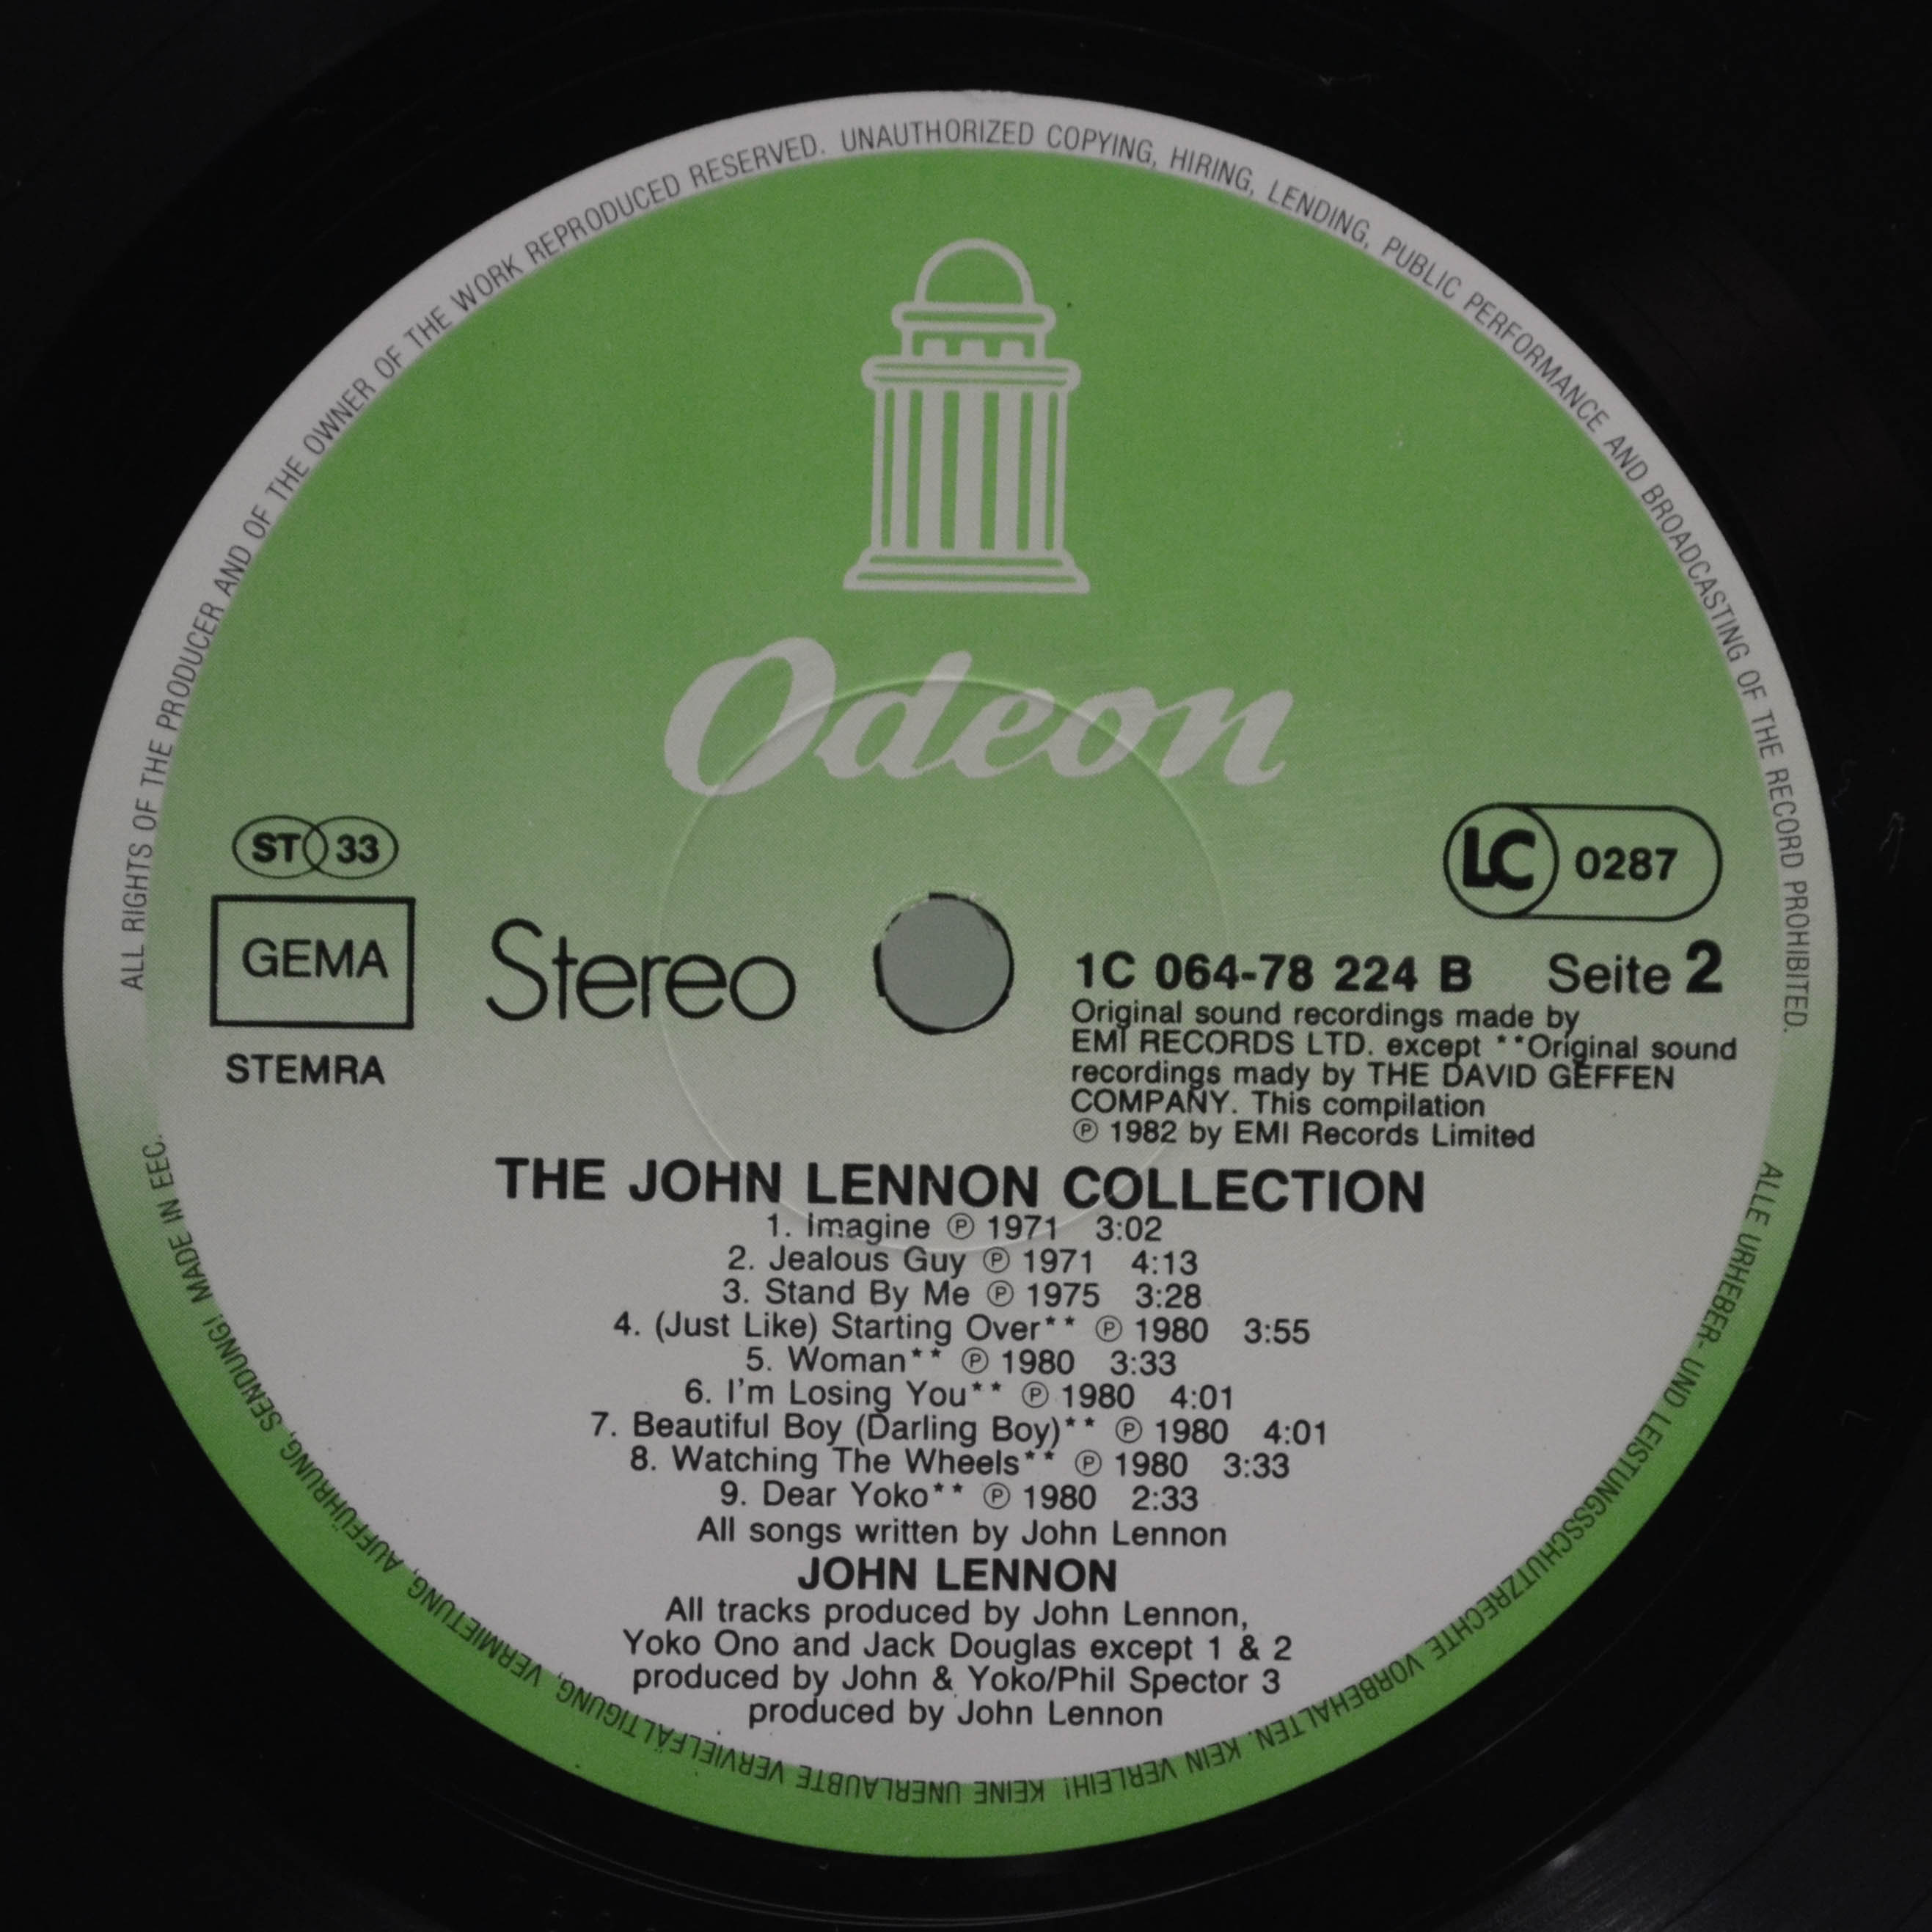 ALL RIGHTS OF THE PRODUCER AND OF THE OWNER OF THE WORK REPRODUCED RESERVED. UNAUTHORIZED COPYING, HIRING, LENDING, PUBLIC PERFORMANCE AND BROADCASTING OF THE RECORD PROHIBITED.
Odeon
ST 33
LC 0287
GEMA
STEMRA
Stereo
1C 064-78 224 B Seite 2
Original sound recordings made by
EMI RECORDS LTD. except **Original sound
recordings mady by THE DAVID GEFFEN
COMPANY. This compilation
℗ 1982 by EMI Records Limited
THE JOHN LENNON COLLECTION
1. Imagine ℗ 1971 3:02
2. Jealous Guy ℗ 1971 4:13
3. Stand By Me ℗ 1975 3:28
4. (Just Like) Starting Over** ℗ 1980 3:55
5. Woman** ℗ 1980 3:33
6. I'm Losing You** ℗ 1980 4:01
7. Beautiful Boy (Darling Boy)** ℗ 1980 4:01
8. Watching The Wheels** ℗ 1980 3:33
9. Dear Yoko** ℗ 1980 2:33
All songs written by John Lennon
JOHN LENNON
All tracks produced by John Lennon,
Yoko Ono and Jack Douglas except 1 & 2
produced by John & Yoko/Phil Spector 3
produced by John Lennon
ALLE URHEBER- UND LEISTUNGSSCHUTZRECHTE VORBEHALTEN. KEIN VERLEIH! KEINE UNERLAUBTE VERVIELFÄLTIGUNG, VERMIETUNG, AUFFÜHRUNG, SENDUNG! MADE IN EEC.